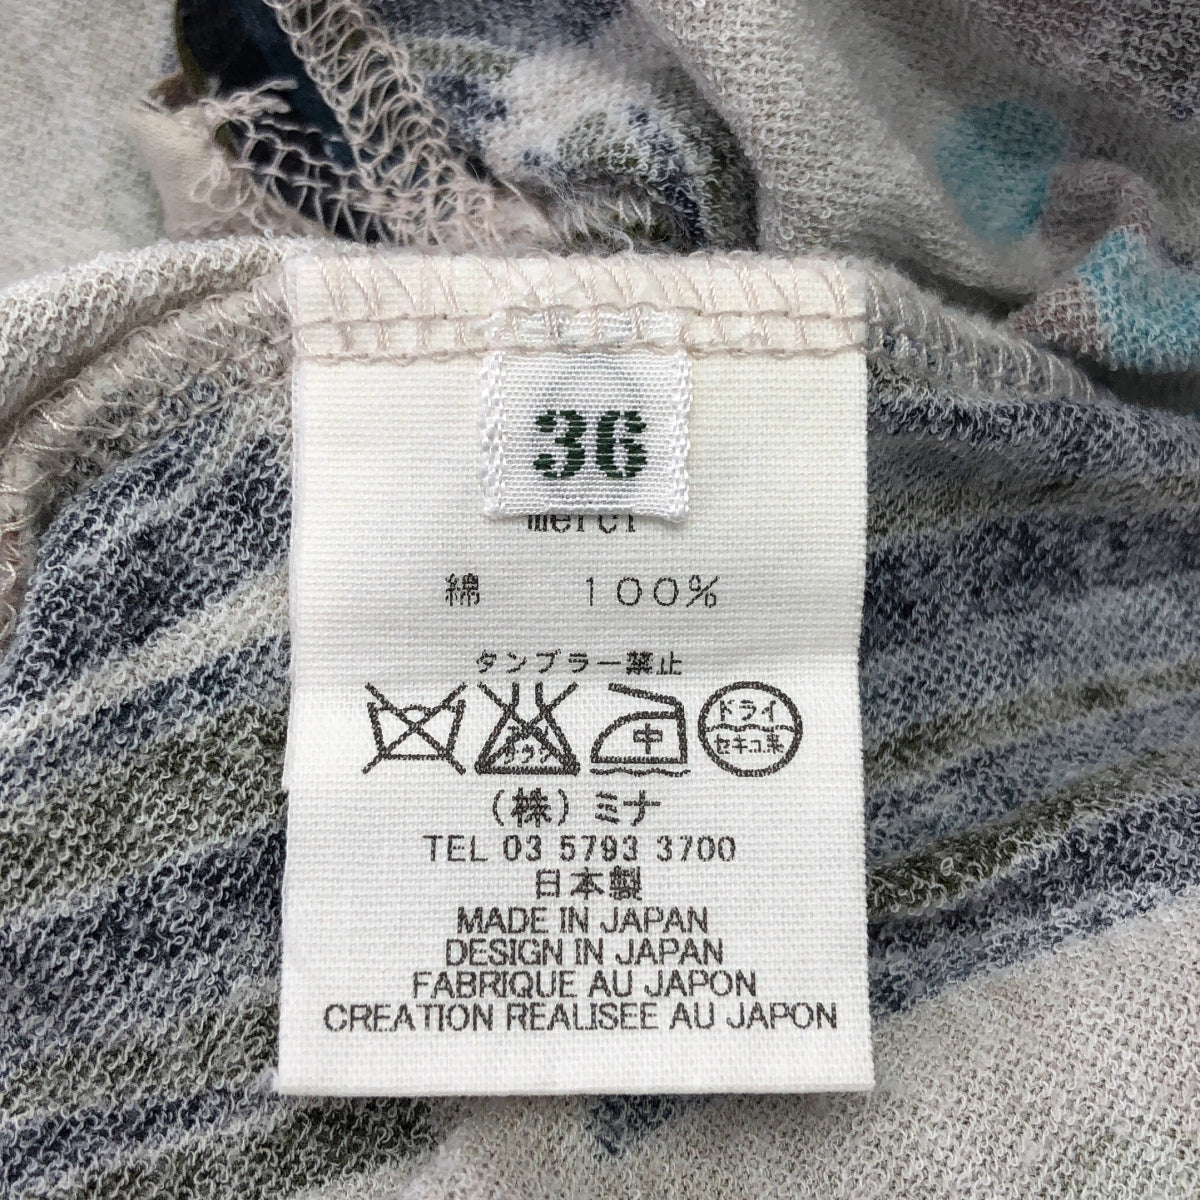 36
merci
綿 100%
タンブラー禁止
中 ドライ
セキユ系
(株)ミナ
TEL 03 5793 3700
日本製
MADE IN JAPAN
DESIGN IN JAPAN
FABRIQUE AU JAPON
CREATION REALISEE AU JAPON